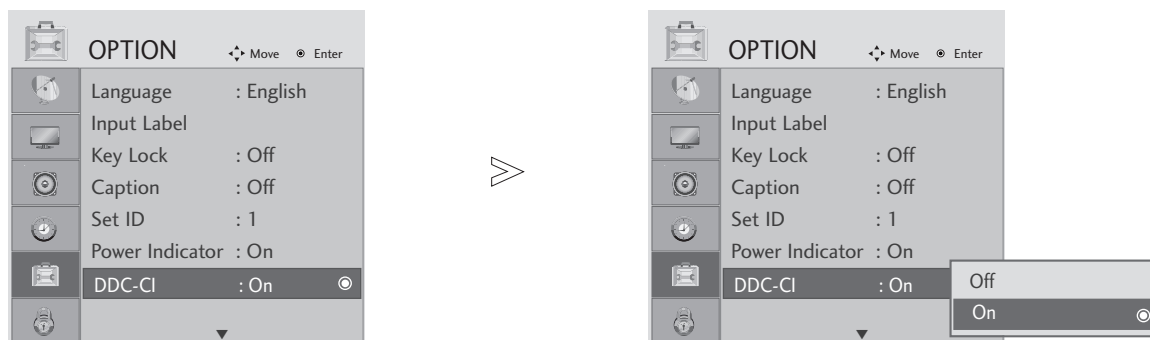 OPTION Move Enter
Language : English
Input Label
Key Lock : Off
Caption : Off
Set ID : 1
Power Indicator : On
DDC-CI : On
OPTION Move Enter
Language : English
Input Label
Key Lock : Off
Caption : Off
Set ID : 1
Power Indicator : On
DDC-CI : On
Off
On